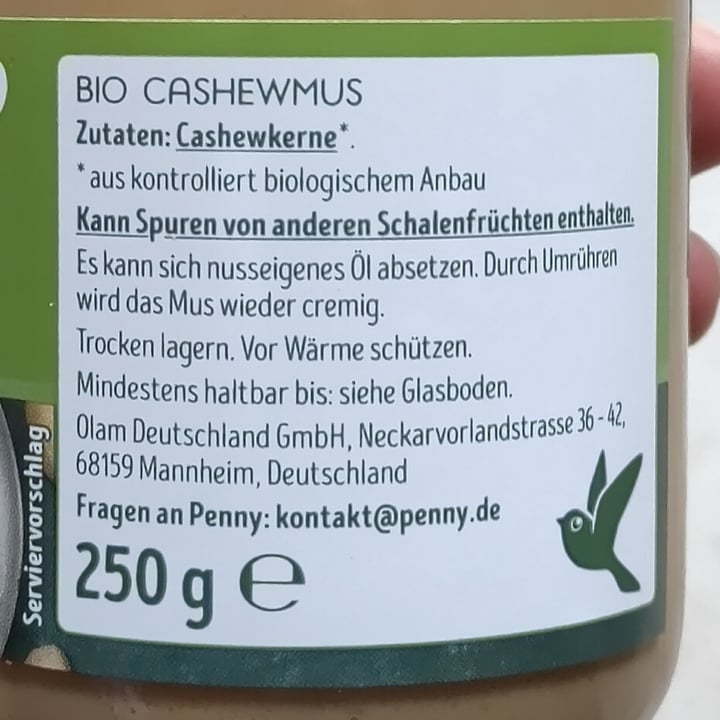 BIO CASHEWMUS
Zutaten: Cashewkerne*.
*aus kontrolliert biologischem Anbau
Kann Spuren von anderen Schalenfrüchten enthalten.
Es kann sich nusseigenes Öl absetzen. Durch Umrühren
wird das Mus wieder cremig.
Trocken lagern. Vor Wärme schützen.
Mindestens haltbar bis: siehe Glasboden.
Olam Deutschland GmbH, Neckarvorlandstrasse 36 - 42,
68159 Mannheim, Deutschland
Fragen an Penny: kontakt@penny.de
250 g ℮
Serviervorschlag